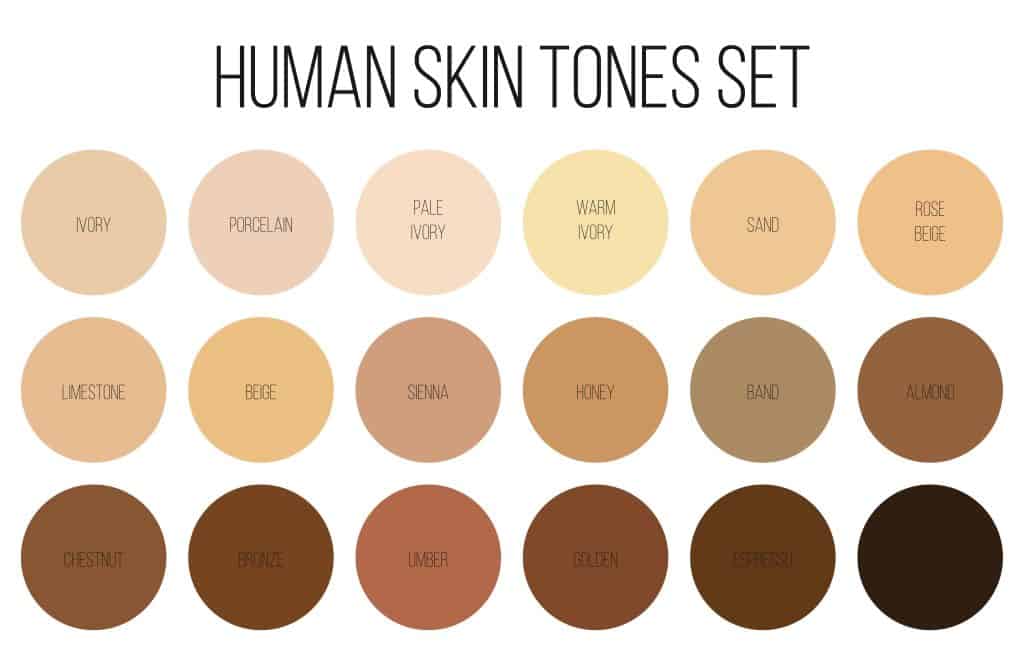 HUMAN SKIN TONES SET
IVORY
PORCELAIN
PALE
IVORY
WARM
IVORY
SAND
ROSE
BEIGE
LIMESTONE
BEIGE
SIENNA
HONEY
BAND
ALMOND
CHESTNUT
BRONZE
UMBER
GOLDEN
ESPRESSO